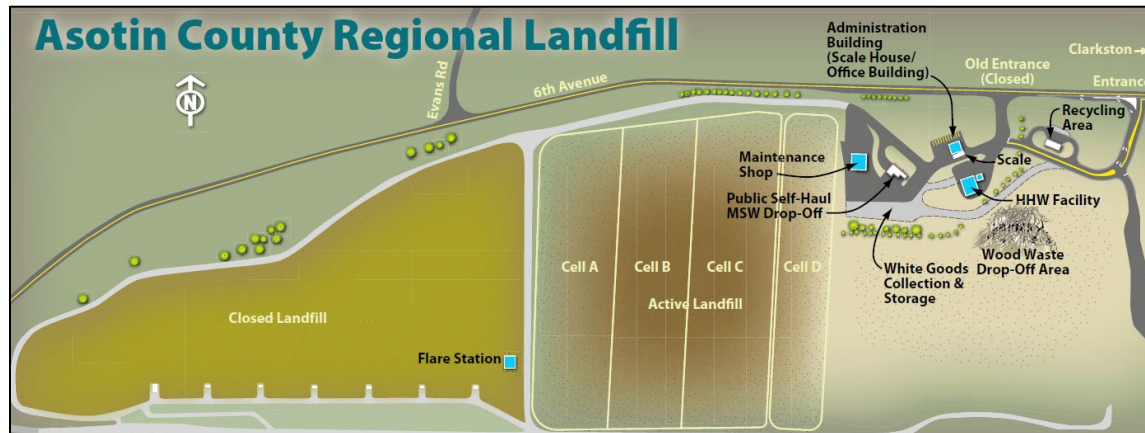 Asotin County Regional Landfill
Evans Rd
6th Avenue
N
Administration
Building
(Scale House/
Office Building)
Old Entrance
(Closed)
Clarkston
Entrance
Recycling
Area
Maintenance
Shop
Scale
Public Self-Haul
MSW Drop-Off
HHW Facility
Wood Waste
Drop-Off Area
White Goods
Collection &
Storage
Cell A
Cell B
Cell C
Cell D
Active Landfill
Closed Landfill
Flare Station